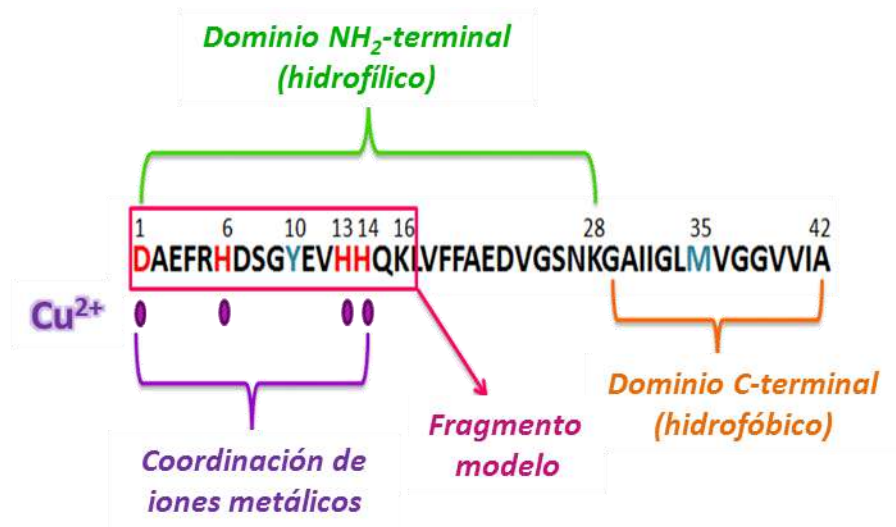 Dominio NH₂-terminal
(hidrofílico)
1 6 10 13 14 16 28 35 42
DAEFRHDSGYEVHHQKLVFFAEDVGSNKGAIIGLMVGGVVIA
Cu²⁺
Dominio C-terminal
(hidrofóbico)
Fragmento
modelo
Coordinación de
iones metálicos